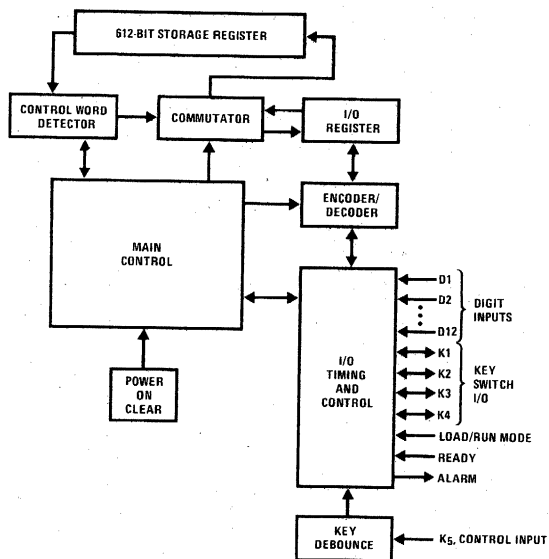 612-BIT STORAGE REGISTER
CONTROL WORD
DETECTOR
COMMUTATOR
I/O
REGISTER
ENCODER/
DECODER
MAIN
CONTROL
POWER
ON
CLEAR
I/O
TIMING
AND
CONTROL
D1
D2
D12
DIGIT
INPUTS
K1
K2
K3
K4
KEY
SWITCH
I/O
LOAD/RUN MODE
READY
ALARM
KEY
DEBOUNCE
K5, CONTROL INPUT